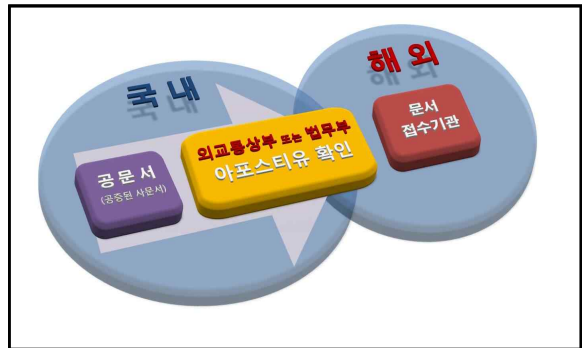 국내
해외
공문서
(공증된 사문서)
외교통상부 또는 법무부
아포스티유 확인
문서
접수기관